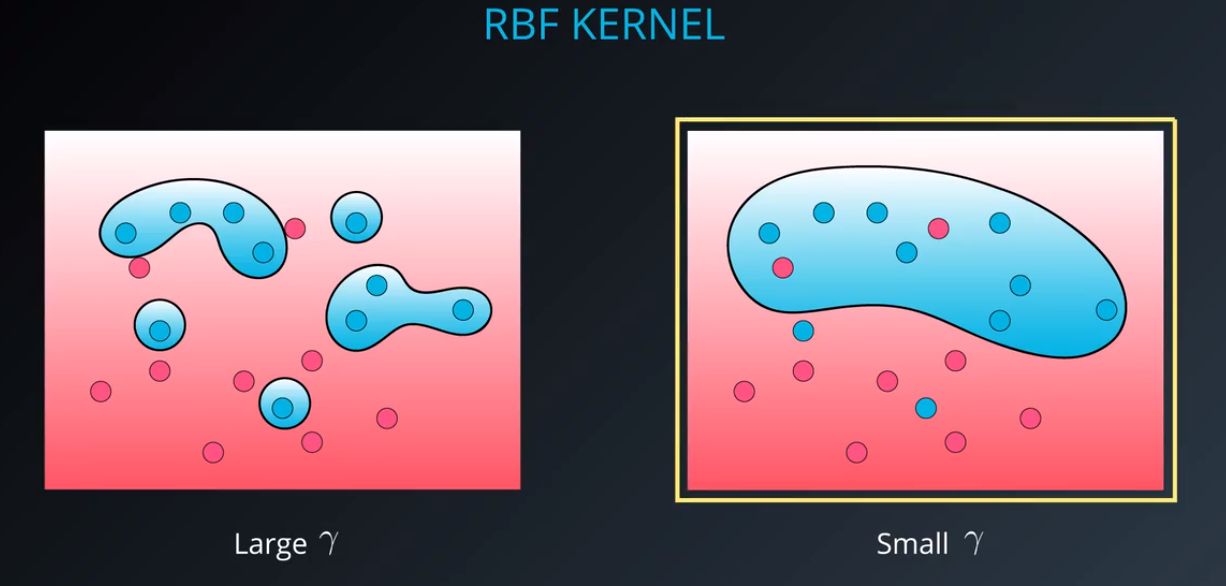 RBF KERNEL
Large γ
Small γ